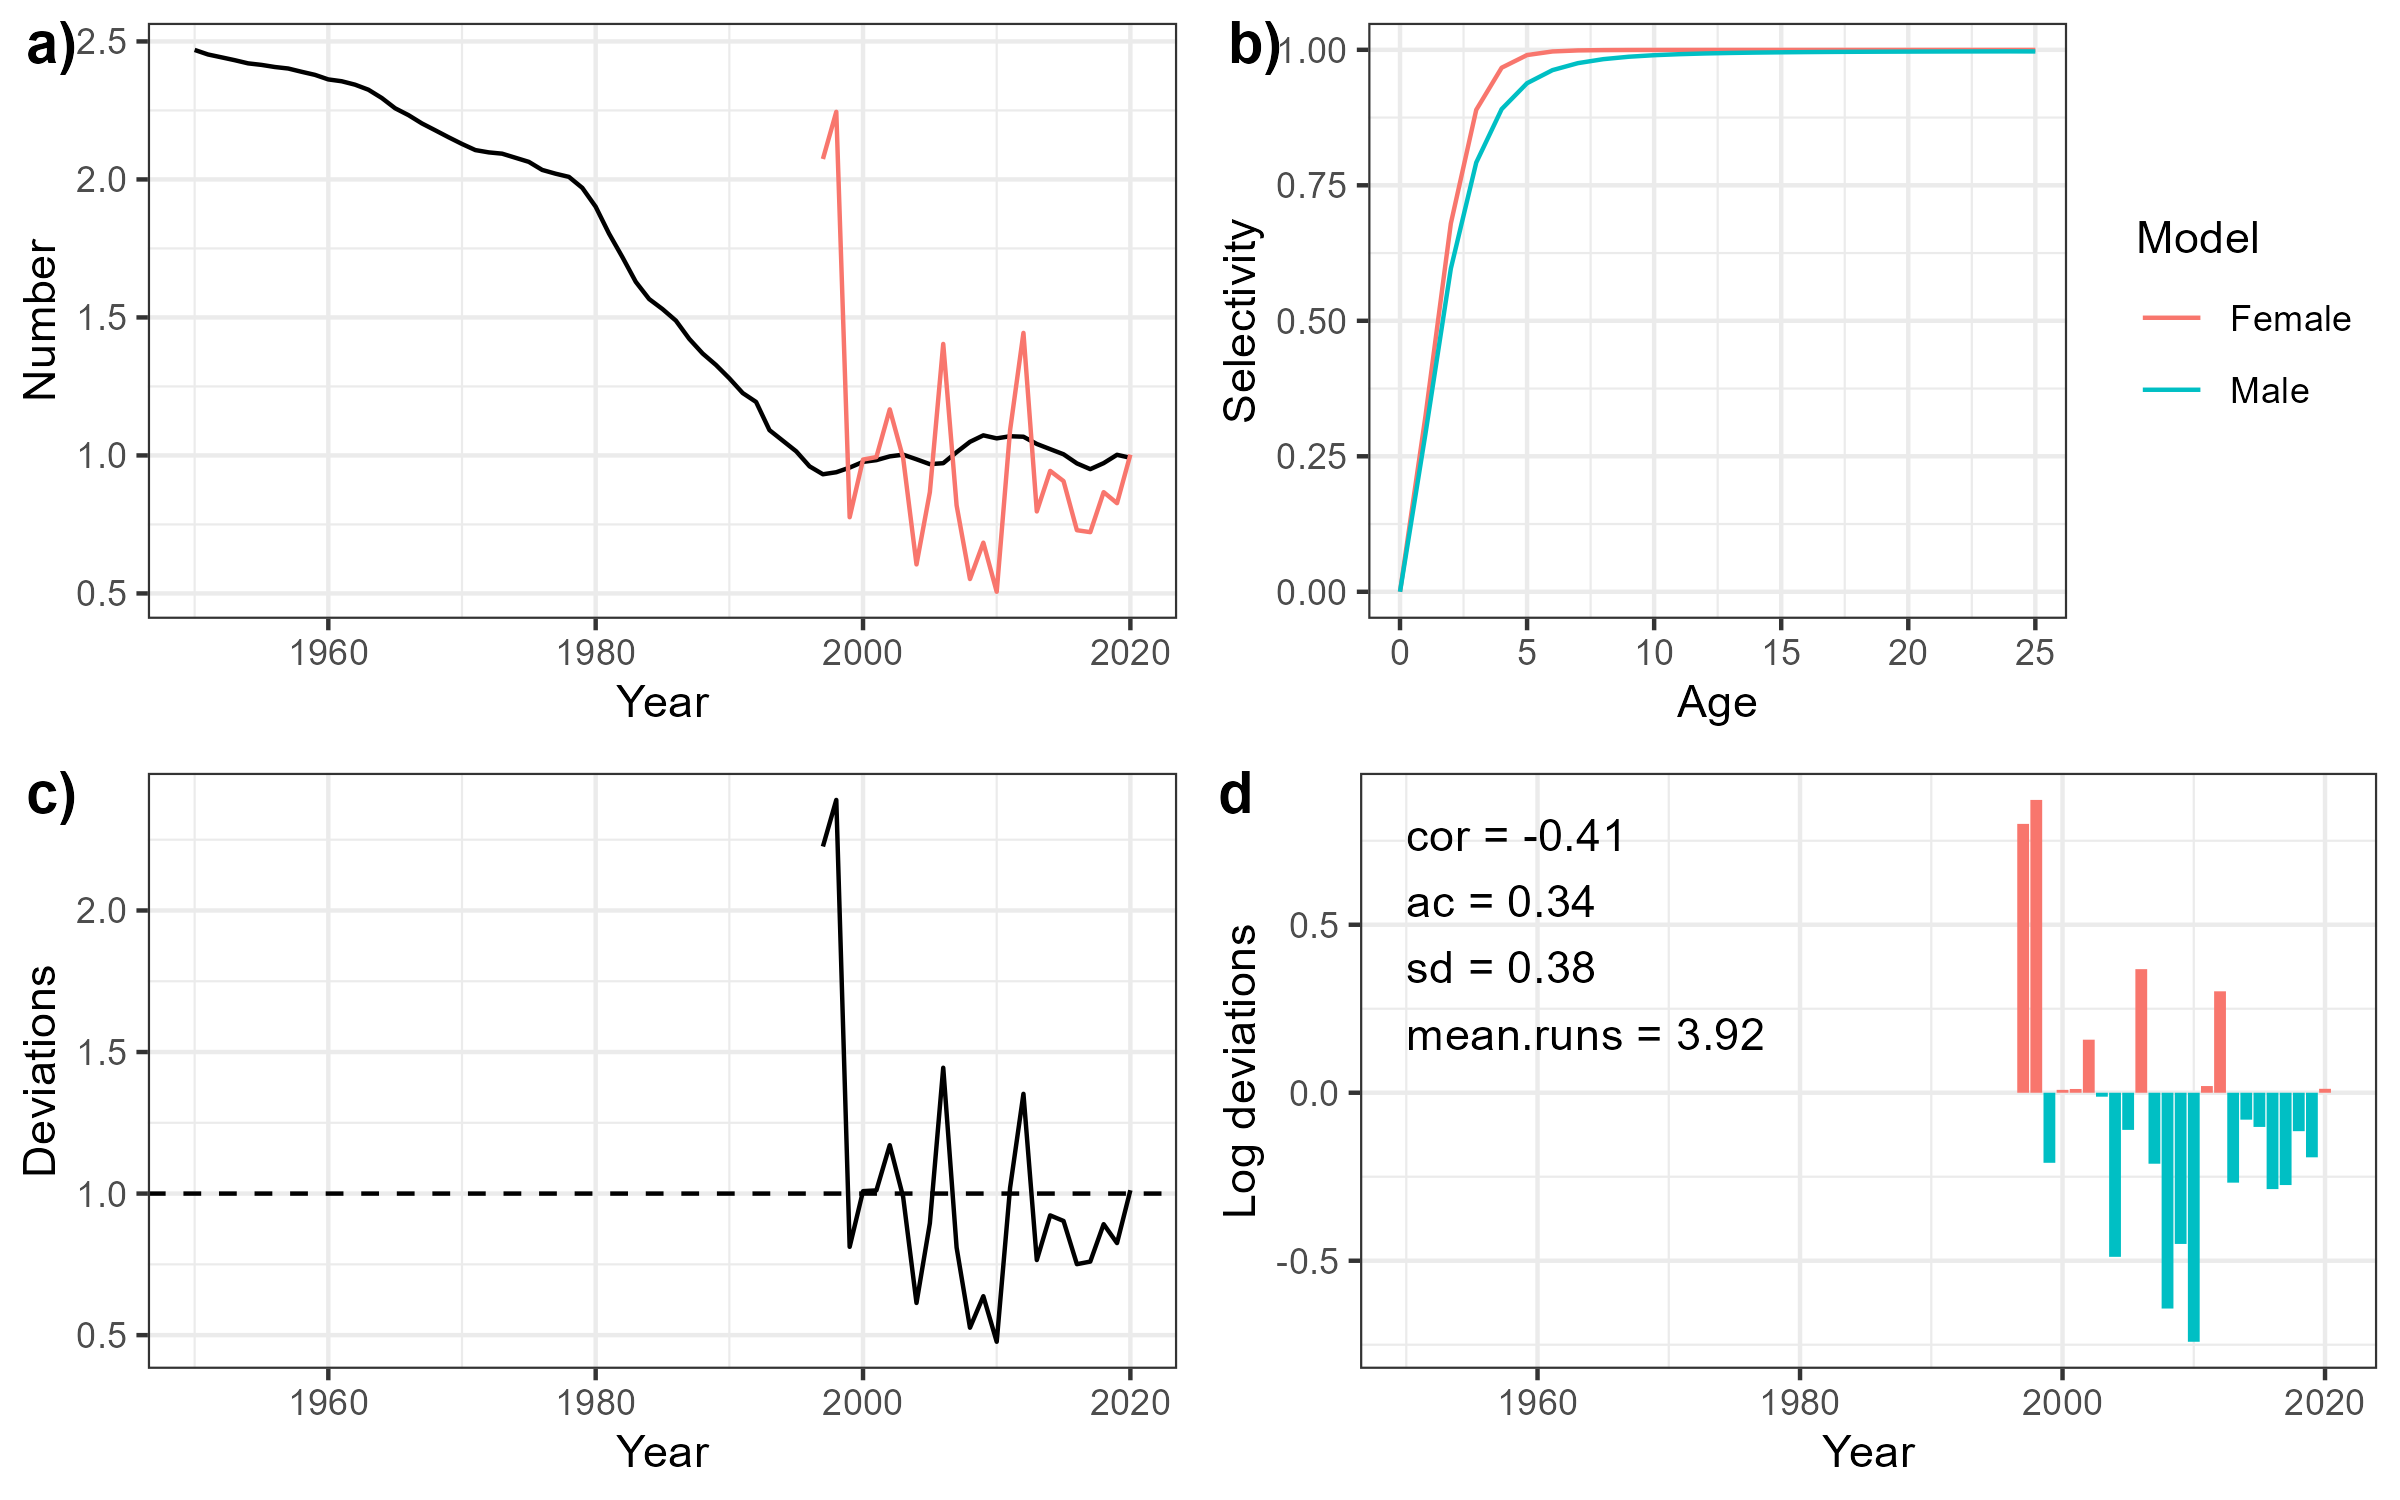 a)
2.5
2.0
1.5
1.0
0.5
Number
1960 1980 2000 2020
Year
b)
1.00
0.75
0.50
0.25
0.00
Selectivity
0 5 10 15 20 25
Age
Model
Female
Male
c)
2.0
1.5
1.0
0.5
Deviations
1960 1980 2000 2020
Year
d
cor = -0.41
ac = 0.34
sd = 0.38
mean.runs = 3.92
0.5
0.0
-0.5
Log deviations
1960 1980 2000 2020
Year